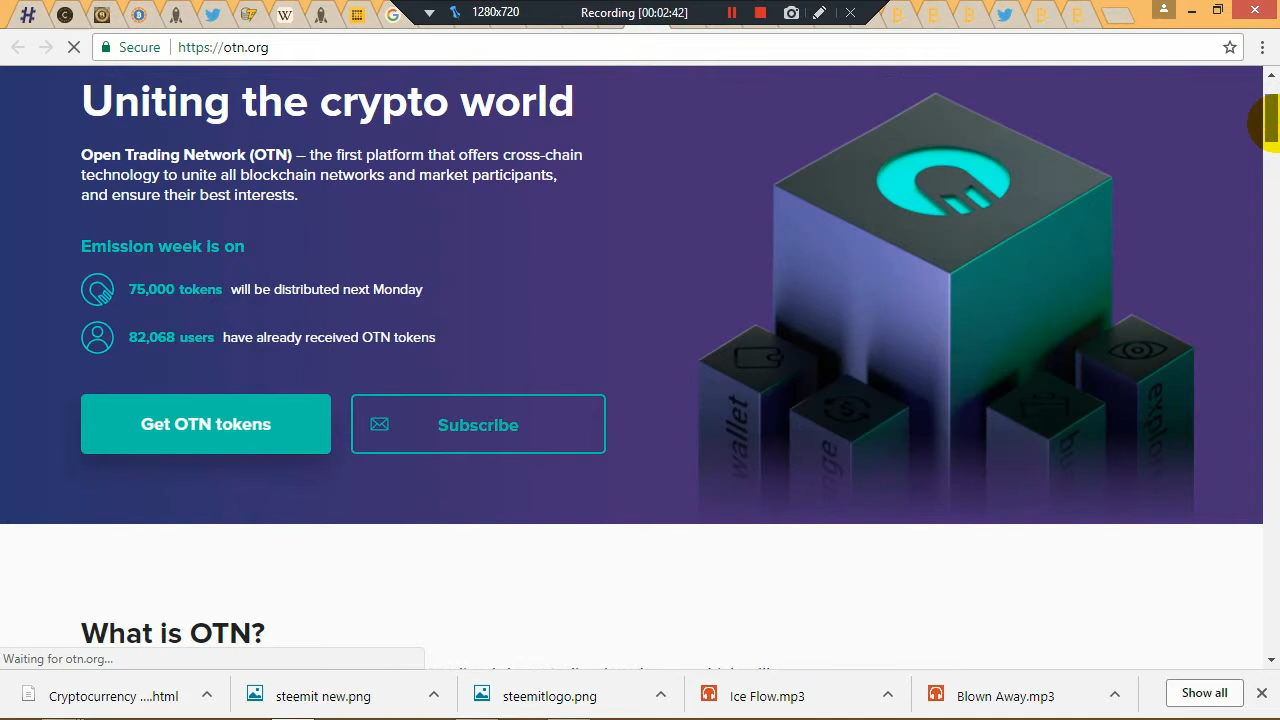 1280x720
Recording [00:02:42]
Secure
https://otn.org
Uniting the crypto world
Open Trading Network (OTN) – the first platform that offers cross-chain
technology to unite all blockchain networks and market participants,
and ensure their best interests.
Emission week is on
75,000 tokens will be distributed next Monday
82,068 users have already received OTN tokens
Get OTN tokens
Subscribe
wallet
What is OTN?
Waiting for otn.org...
Cryptocurrency ....html
steemit new.png
steemitlogo.png
Ice Flow.mp3
Blown Away.mp3
Show all